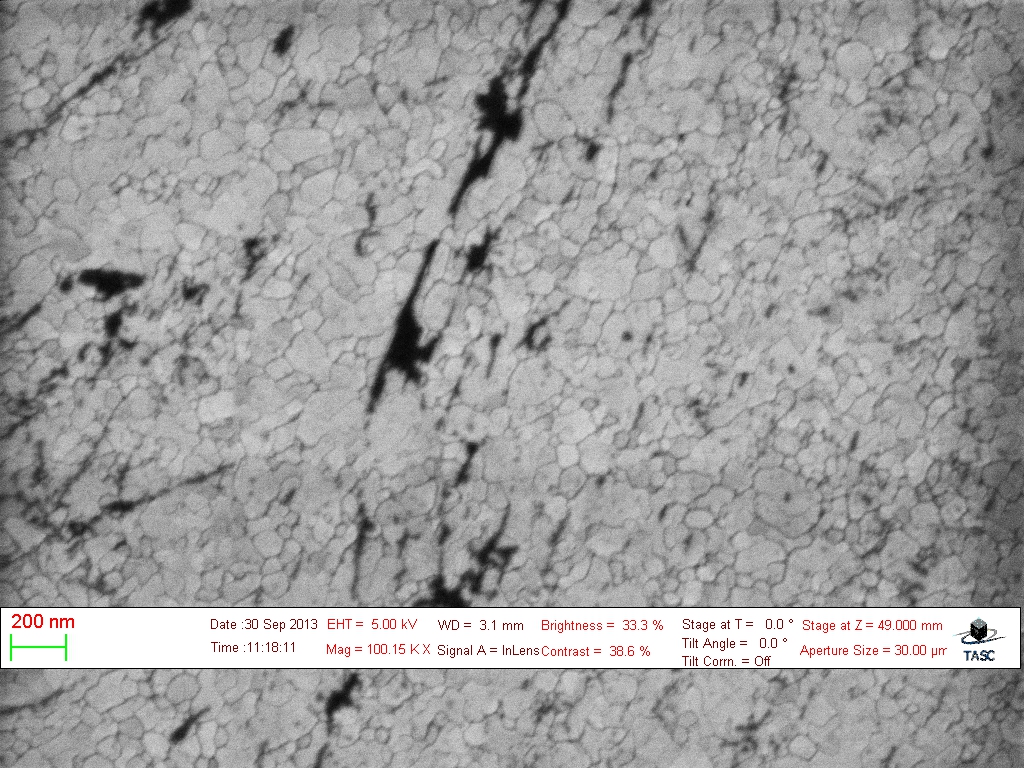 200 nm
Date :30 Sep 2013 EHT = 5.00 kV WD = 3.1 mm Brightness = 33.3 % Stage at T = 0.0 ° Stage at Z = 49.000 mm
Time :11:18:11 Mag = 100.15 K X Signal A = InLens Contrast = 38.6 % Tilt Angle = 0.0 ° Aperture Size = 30.00 µm
Tilt Corrn. = Off
TASC